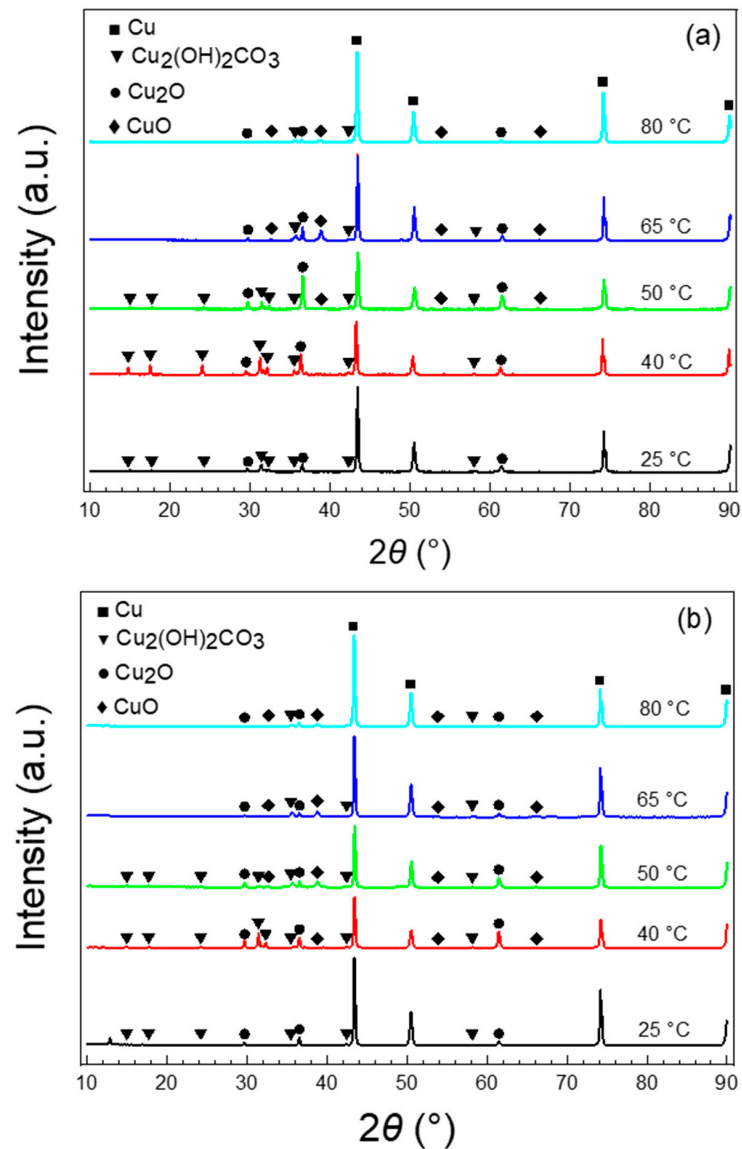 (a)
■ Cu
▼ Cu2(OH)2CO3
● Cu2O
◆ CuO
80 °C
65 °C
50 °C
40 °C
25 °C
Intensity (a.u.)
10 20 30 40 50 60 70 80 90
2θ (°)
(b)
■ Cu
▼ Cu2(OH)2CO3
● Cu2O
◆ CuO
80 °C
65 °C
50 °C
40 °C
25 °C
Intensity (a.u.)
10 20 30 40 50 60 70 80 90
2θ (°)